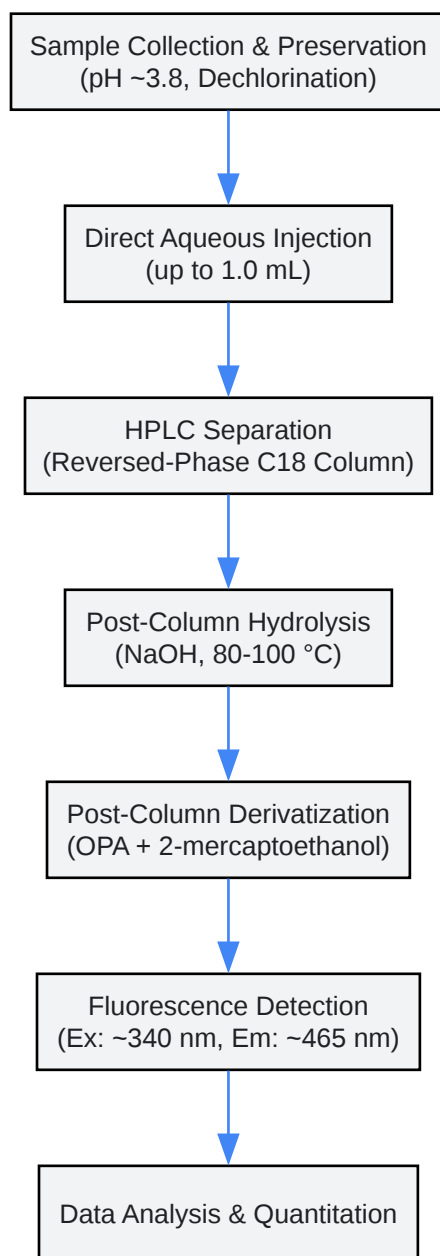 Sample Collection & Preservation
(pH ~3.8, Dechlorination)
Direct Aqueous Injection
(up to 1.0 mL)
HPLC Separation
(Reversed-Phase C18 Column)
Post-Column Hydrolysis
(NaOH, 80-100 °C)
Post-Column Derivatization
(OPA + 2-mercaptoethanol)
Fluorescence Detection
(Ex: ~340 nm, Em: ~465 nm)
Data Analysis & Quantitation